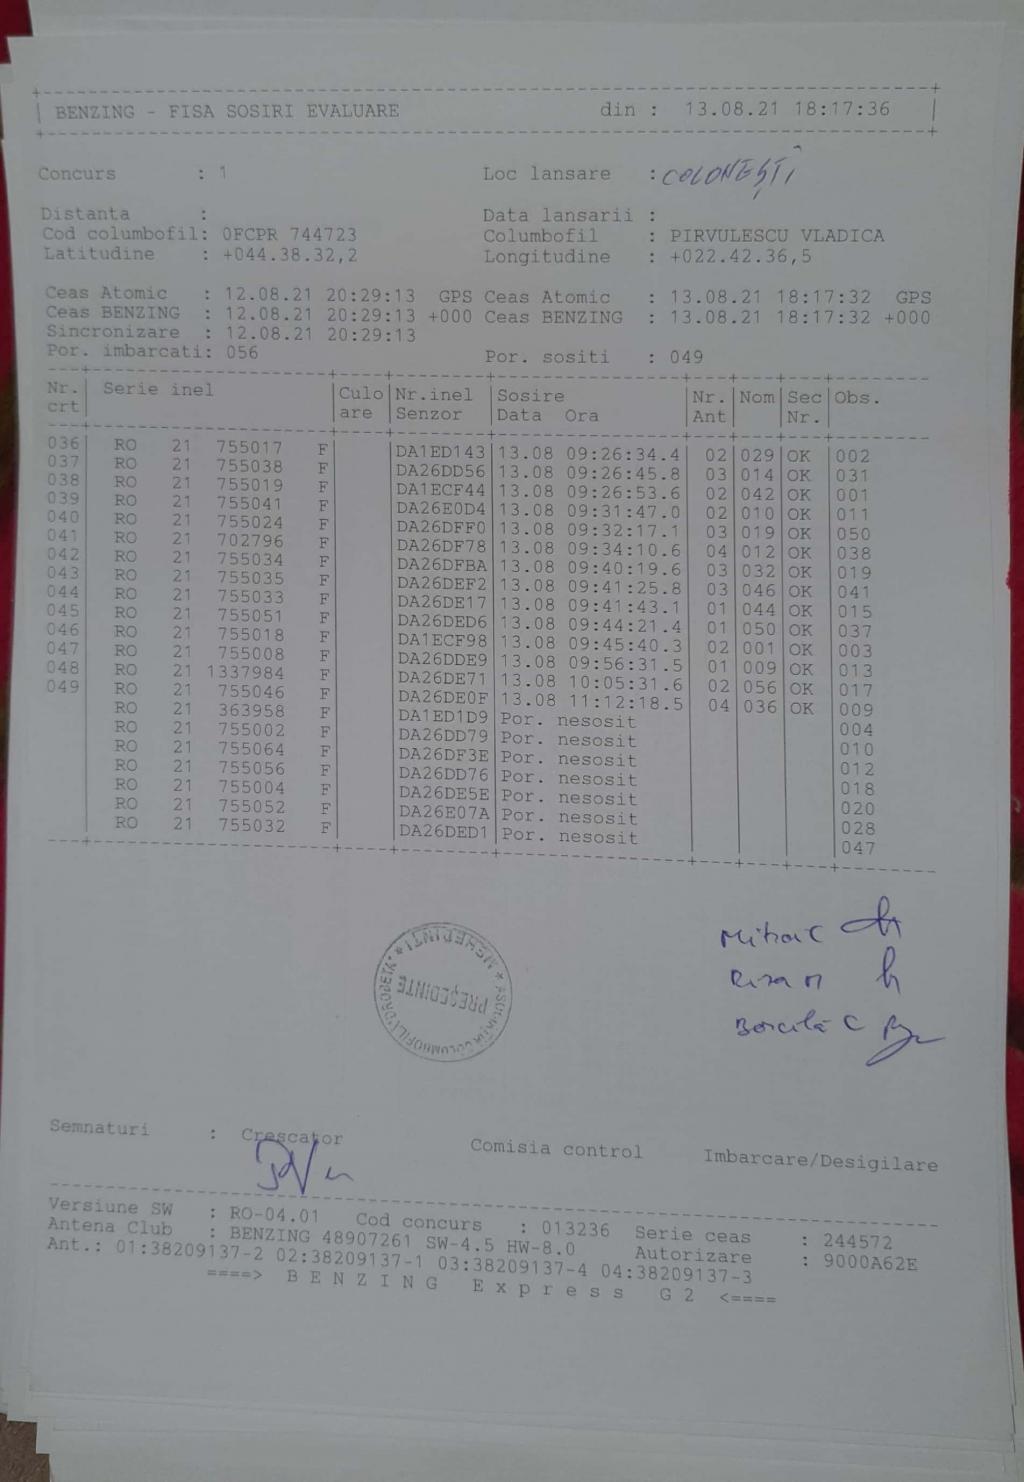 BENZING - FISA SOSIRI EVALUARE din : 13.08.21 18:17:36
Concurs : 1 Loc lansare : COLONEȘTI
Distanta : Data lansarii :
Cod columbofil: 0FCPR 744723 Columbofil : PIRVULESCU VLADICA
Latitudine : +044.38.32,2 Longitudine : +022.42.36,5
Ceas Atomic : 12.08.21 20:29:13 GPS Ceas Atomic : 13.08.21 18:17:32 GPS
Ceas BENZING : 12.08.21 20:29:13 +000 Ceas BENZING : 13.08.21 18:17:32 +000
Sincronizare : 12.08.21 20:29:13
Por. imbarcati: 056 Por. sositi : 049
Nr. Serie inel Culo Nr.inel Sosire Nr. Nom Sec Obs.
crt are Senzor Data Ora Ant Nr.
036 RO 21 755017 F DA1ED143 13.08 09:26:34.4 02 029 OK 002
037 RO 21 755038 F DA26DD56 13.08 09:26:45.8 03 014 OK 031
038 RO 21 755019 F DA1ECF44 13.08 09:26:53.6 02 042 OK 001
039 RO 21 755041 F DA26E0D4 13.08 09:31:47.0 02 010 OK 011
040 RO 21 755024 F DA26DFF0 13.08 09:32:17.1 03 019 OK 050
041 RO 21 702796 F DA26DF78 13.08 09:34:10.6 04 012 OK 038
042 RO 21 755034 F DA26DFBA 13.08 09:40:19.6 03 032 OK 019
043 RO 21 755035 F DA26DEF2 13.08 09:41:25.8 03 046 OK 041
044 RO 21 755033 F DA26DE17 13.08 09:41:43.1 01 044 OK 015
045 RO 21 755051 F DA26DED6 13.08 09:44:21.4 01 050 OK 037
046 RO 21 755018 F DA1ECF98 13.08 09:45:40.3 02 001 OK 003
047 RO 21 755008 F DA26DDE9 13.08 09:56:31.5 01 009 OK 013
048 RO 21 1337984 F DA26DE71 13.08 10:05:31.6 02 056 OK 017
049 RO 21 755046 F DA26DE0F 13.08 11:12:18.5 04 036 OK 009
RO 21 363958 F DA1ED1D9 Por. nesosit 004
RO 21 755002 F DA26DD79 Por. nesosit 010
RO 21 755064 F DA26DF3E Por. nesosit 012
RO 21 755056 F DA26DD76 Por. nesosit 018
RO 21 755004 F DA26DE5E Por. nesosit 020
RO 21 755052 F DA26E07A Por. nesosit 028
RO 21 755032 F DA26DED1 Por. nesosit 047
Mihai C
PREȘEDINTE
* MEHEDINȚI *
Borcilă C
Semnaturi : Crescator Comisia control Imbarcare/Desigilare
Versiune SW : RO-04.01 Cod concurs : 013236 Serie ceas : 244572
Antena Club : BENZING 48907261 SW-4.5 HW-8.0 Autorizare : 9000A62E
Ant.: 01:38209137-2 02:38209137-1 03:38209137-4 04:38209137-3
====> B E N Z I N G E x p r e s s G 2 <====